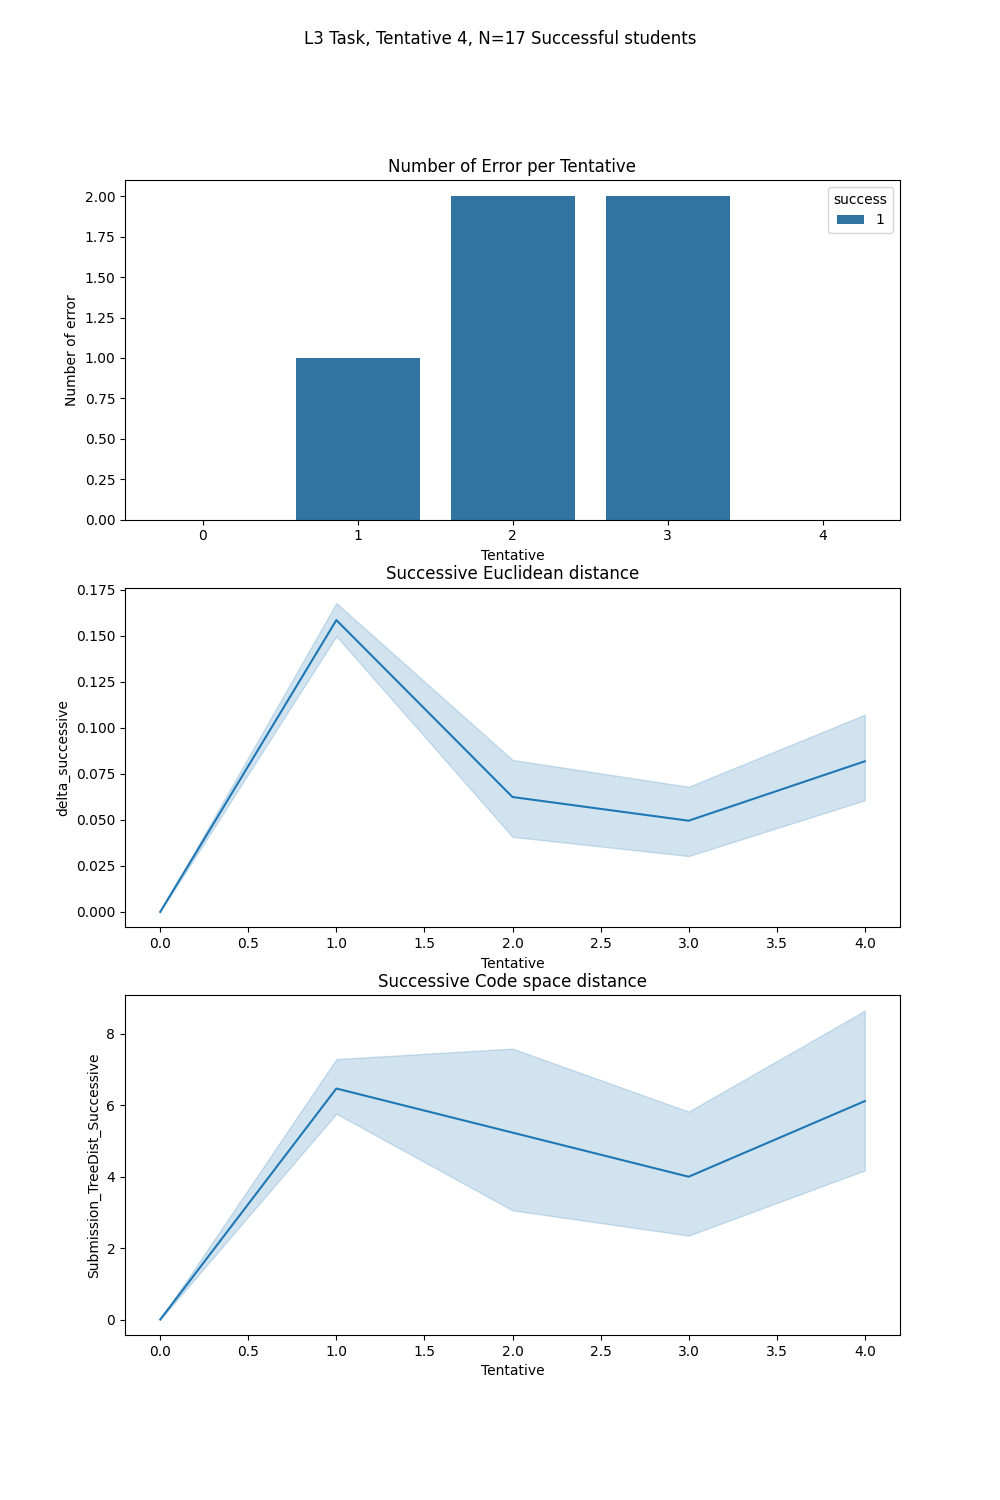 L3 Task, Tentative 4, N=17 Successful students
Number of Error per Tentative
Number of error
2.00
1.75
1.50
1.25
1.00
0.75
0.50
0.25
0.00
success
1
0 1 2 3 4
Tentative
Successive Euclidean distance
delta_successive
0.175
0.150
0.125
0.100
0.075
0.050
0.025
0.000
0.0 0.5 1.0 1.5 2.0 2.5 3.0 3.5 4.0
Tentative
Successive Code space distance
Submission_TreeDist_Successive
8
6
4
2
0
0.0 0.5 1.0 1.5 2.0 2.5 3.0 3.5 4.0
Tentative